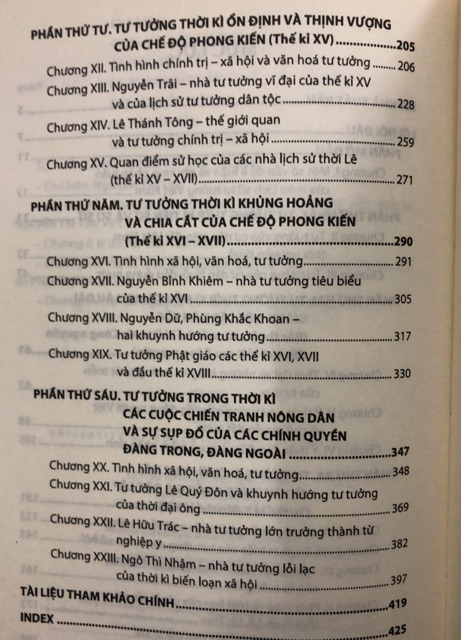 PHẦN THỨ TƯ. TƯ TƯỞNG THỜI KÌ ỔN ĐỊNH VÀ THỊNH VƯỢNG
CỦA CHẾ ĐỘ PHONG KIẾN (Thế kỉ XV) 205
Chương XII. Tình hình chính trị – xã hội và văn hoá tư tưởng 206
Chương XIII. Nguyễn Trãi – nhà tư tưởng vĩ đại của thế kỉ XV
và của lịch sử tư tưởng dân tộc 228
Chương XIV. Lê Thánh Tông – thế giới quan
và tư tưởng chính trị – xã hội 259
Chương XV. Quan điểm sử học của các nhà lịch sử thời Lê
(thế kỉ XV – XVII) 271
PHẦN THỨ NĂM. TƯ TƯỞNG THỜI KÌ KHỦNG HOẢNG
VÀ CHIA CẮT CỦA CHẾ ĐỘ PHONG KIẾN
(Thế kỉ XVI – XVII) 290
Chương XVI. Tình hình xã hội, văn hoá, tư tưởng 291
Chương XVII. Nguyễn Bỉnh Khiêm – nhà tư tưởng tiêu biểu
của thế kỉ XVI 305
Chương XVIII. Nguyễn Dữ, Phùng Khắc Khoan –
hai khuynh hướng tư tưởng 317
Chương XIX. Tư tưởng Phật giáo các thế kỉ XVI, XVII
và đầu thế kỉ XVIII 330
PHẦN THỨ SÁU. TƯ TƯỞNG TRONG THỜI KÌ
CÁC CUỘC CHIẾN TRANH NÔNG DÂN
VÀ SỰ SỤP ĐỔ CỦA CÁC CHÍNH QUYỀN
ĐÀNG TRONG, ĐÀNG NGOÀI 347
Chương XX. Tình hình xã hội, văn hoá, tư tưởng 348
Chương XXI. Tư tưởng Lê Quý Đôn và khuynh hướng tư tưởng
của thời đại ông 369
Chương XXII. Lê Hữu Trác – nhà tư tưởng lớn trưởng thành từ
nghiệp y 382
Chương XXIII. Ngô Thì Nhậm – nhà tư tưởng lỗi lạc
của thời kì biến loạn xã hội 397
TÀI LIỆU THAM KHẢO CHÍNH 419
INDEX 425